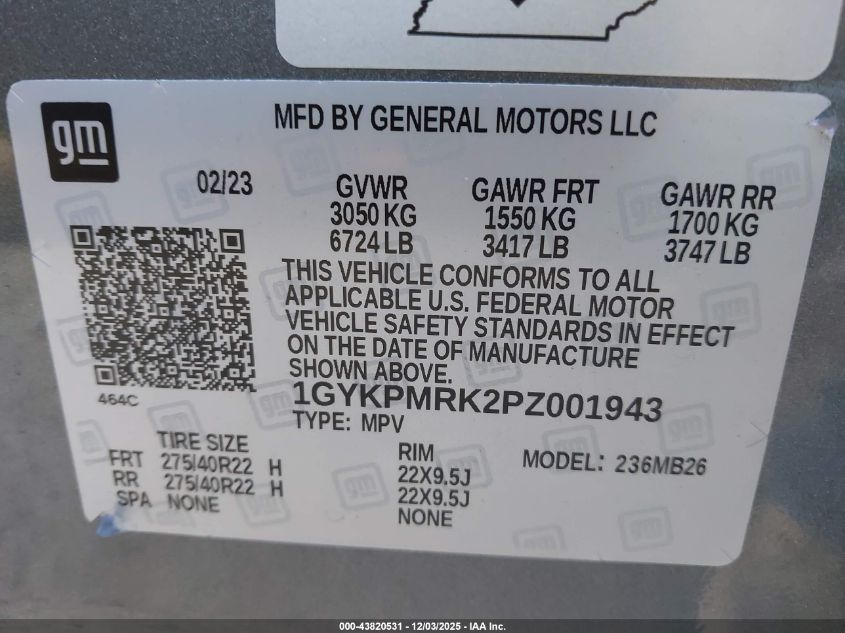 gm
MFD BY GENERAL MOTORS LLC
02/23
GVWR GAWR FRT GAWR RR
3050 KG 1550 KG 1700 KG
6724 LB 3417 LB 3747 LB
THIS VEHICLE CONFORMS TO ALL
APPLICABLE U.S. FEDERAL MOTOR
VEHICLE SAFETY STANDARDS IN EFFECT
ON THE DATE OF MANUFACTURE
SHOWN ABOVE.
464C
1GYKPMRK2PZ001943
TYPE: MPV
TIRE SIZE RIM MODEL: 236MB26
FRT 275/40R22 H 22X9.5J
RR 275/40R22 H 22X9.5J
SPA NONE NONE
000-43820531 - 12/03/2025 - IAA Inc.